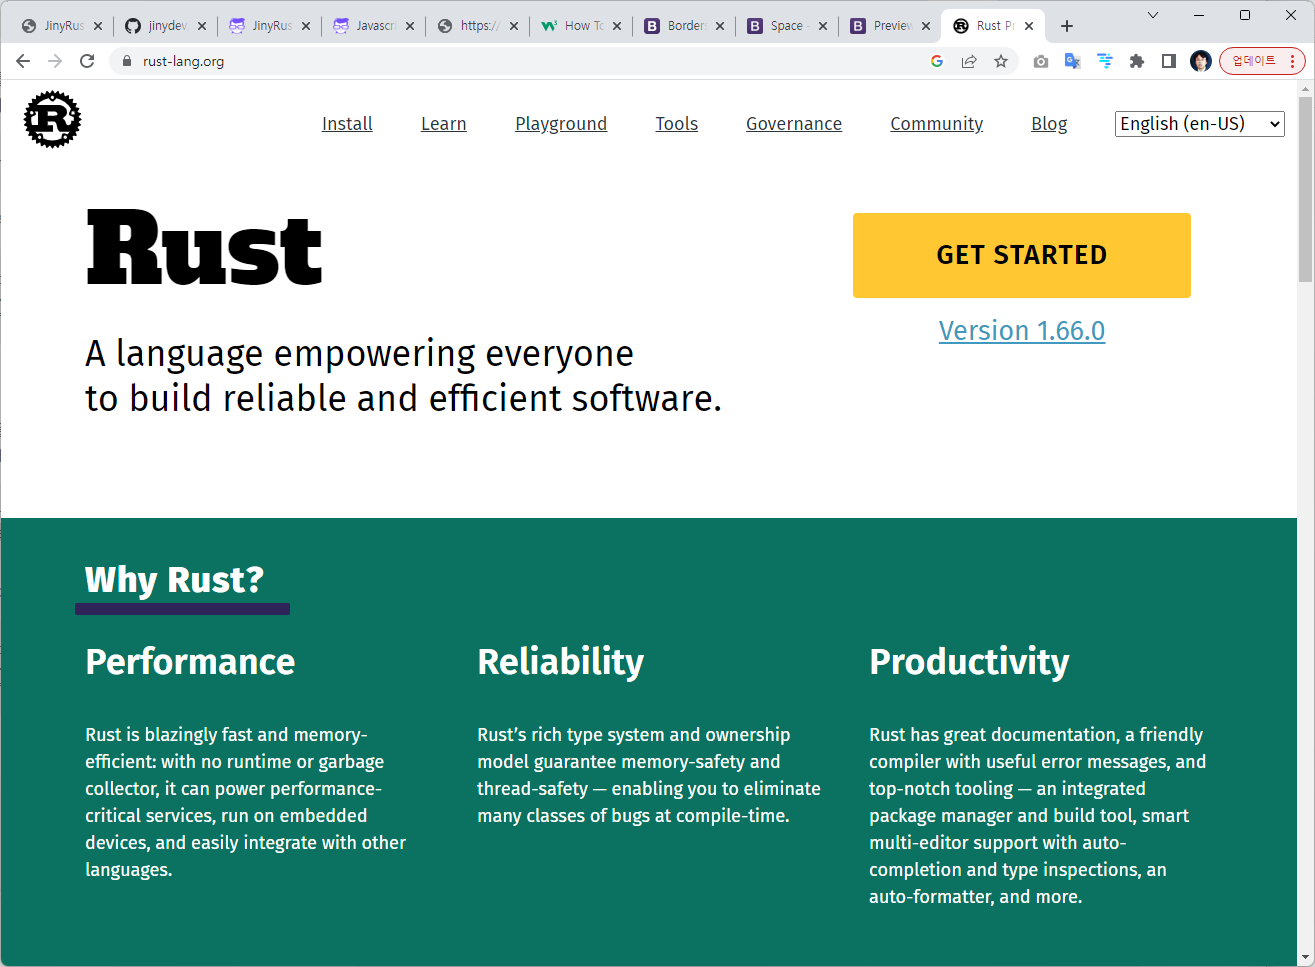 JinyRus
jinydev
JinyRus
Javascri
https://
How To
Border
Space -
Preview
Rust Pr
rust-lang.org
업데이트
R
Install Learn Playground Tools Governance Community Blog English (en-US)
Rust
GET STARTED
Version 1.66.0
A language empowering everyone
to build reliable and efficient software.
Why Rust?
Performance
Rust is blazingly fast and memory-
efficient: with no runtime or garbage
collector, it can power performance-
critical services, run on embedded
devices, and easily integrate with other
languages.
Reliability
Rust’s rich type system and ownership
model guarantee memory-safety and
thread-safety — enabling you to eliminate
many classes of bugs at compile-time.
Productivity
Rust has great documentation, a friendly
compiler with useful error messages, and
top-notch tooling — an integrated
package manager and build tool, smart
multi-editor support with auto-
completion and type inspections, an
auto-formatter, and more.